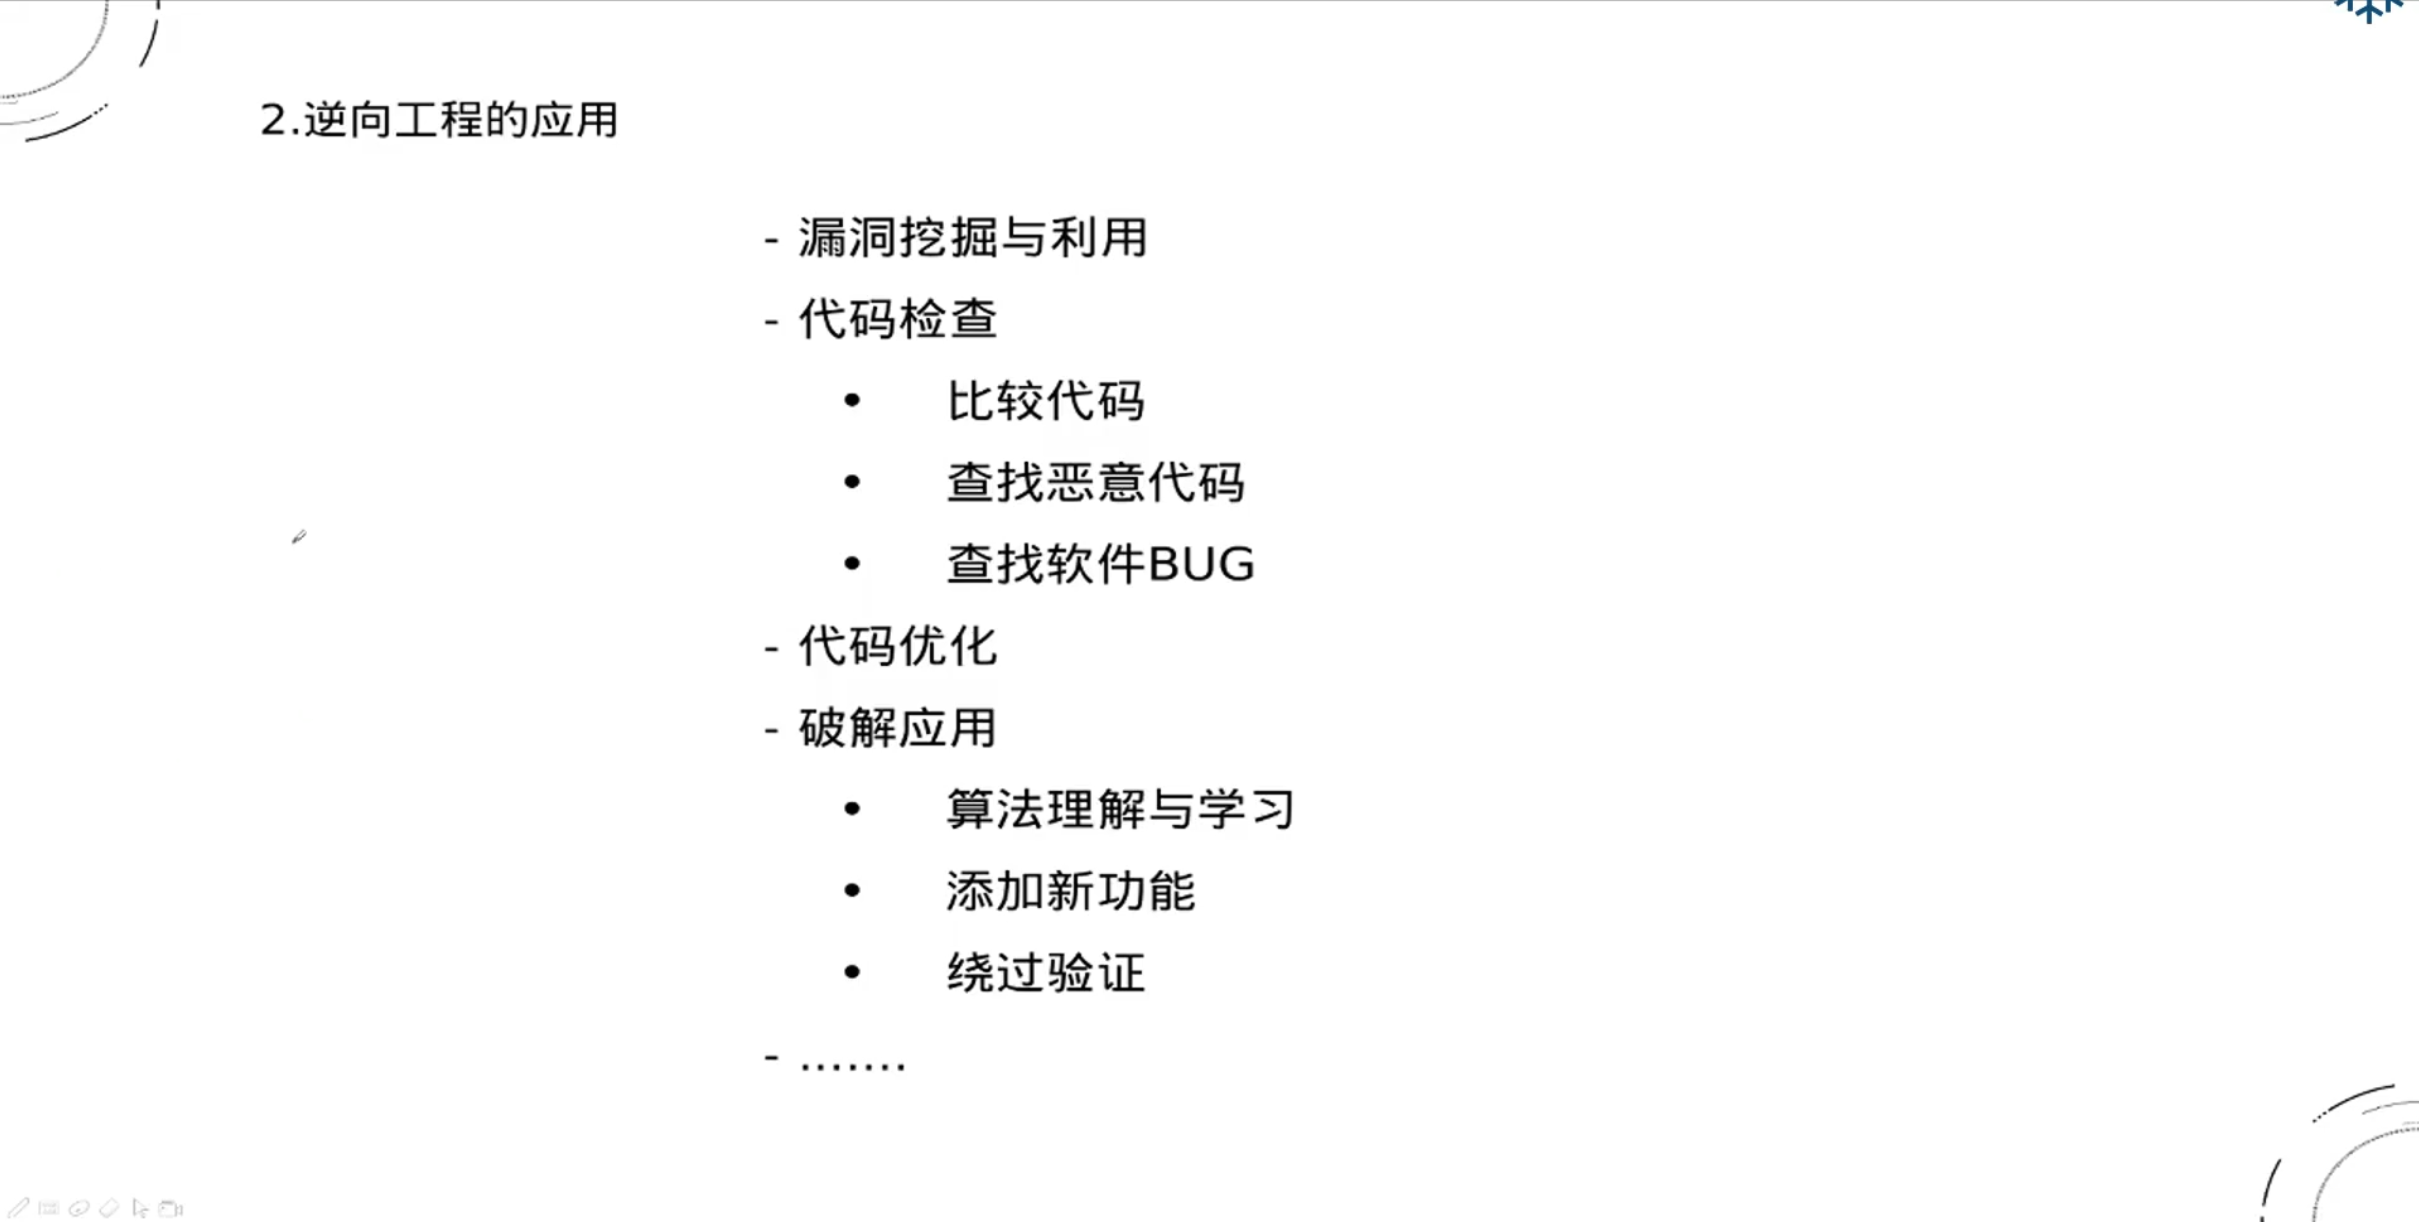 2.逆向工程的应用
- 漏洞挖掘与利用
- 代码检查
• 比较代码
• 查找恶意代码
• 查找软件BUG
- 代码优化
- 破解应用
• 算法理解与学习
• 添加新功能
• 绕过验证
- .......